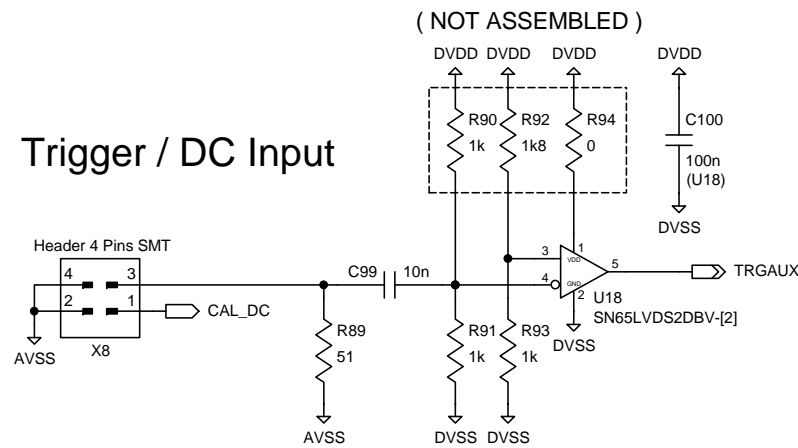 ( NOT ASSEMBLED )
DVDD DVDD DVDD DVDD
R90 R92 R94 C100
1k 1k8 0 100n
(U18)
Trigger / DC Input
DVSS
Header 4 Pins SMT
4 3
2 1
X8
CAL_DC
AVSS
C99 10n
3 VDD 1
4 GND 2
5 TRGAUX
U18
SN65LVDS2DBV-[2]
DVSS
R89
51
R91 R93
1k 1k
AVSS DVSS DVSS